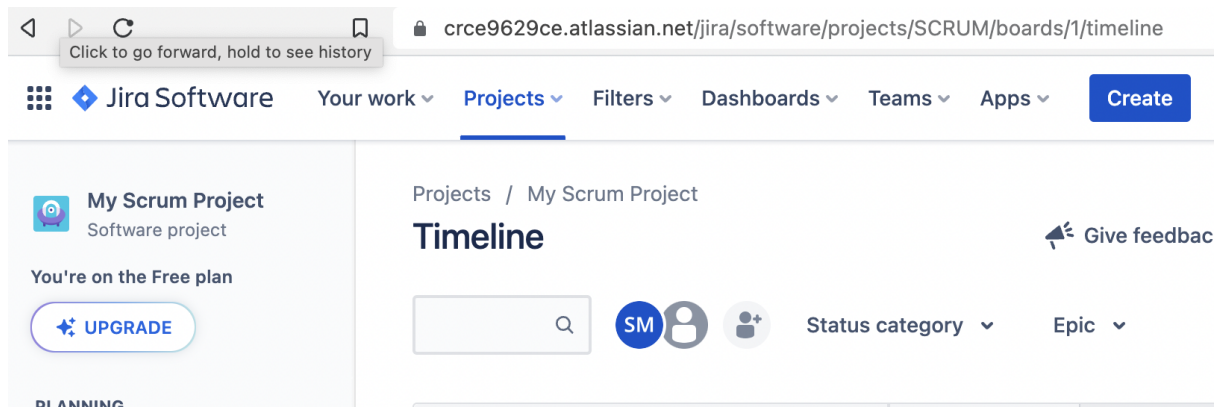 crce9629ce.atlassian.net/jira/software/projects/SCRUM/boards/1/timeline
Click to go forward, hold to see history
Jira Software Your work Projects Filters Dashboards Teams Apps Create
My Scrum Project
Software project
You're on the Free plan
UPGRADE
PLANNING
Projects / My Scrum Project
Timeline
Give feedbac
SM Status category Epic